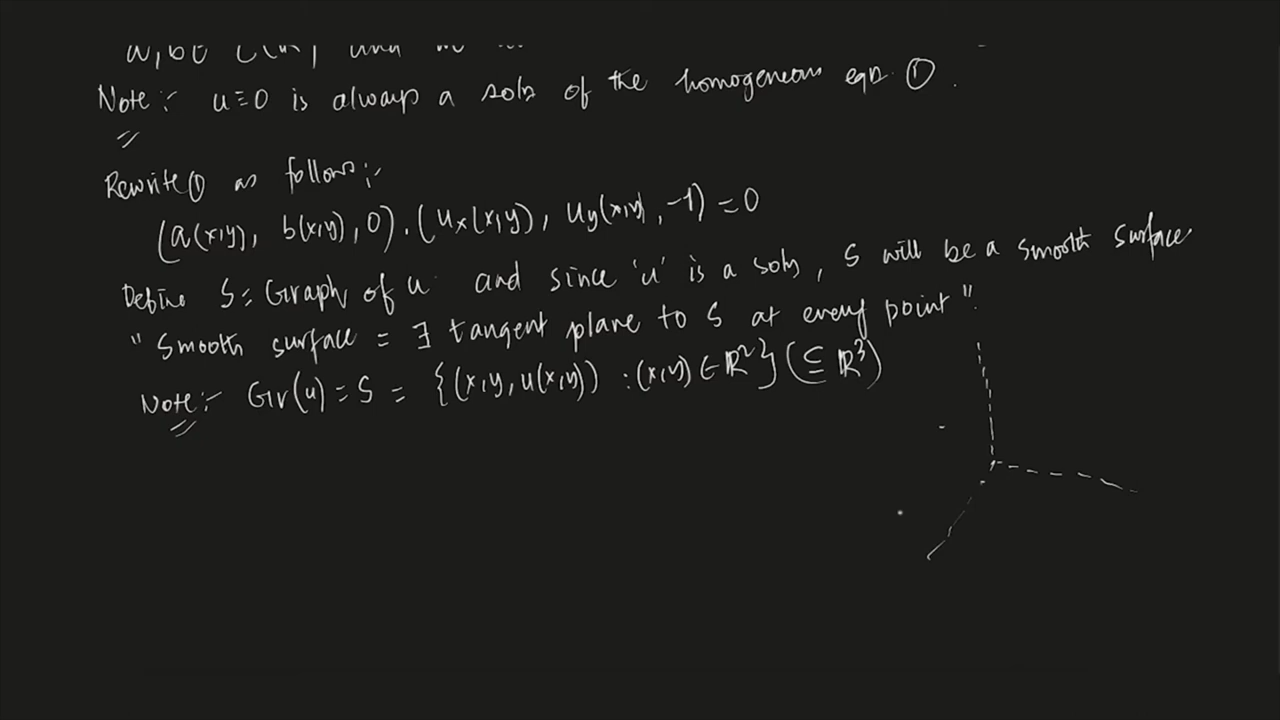 Note :- u ≡ 0 is always a soln of the homogeneous eqn ①.
Rewrite ① as follows :-
(a(x,y), b(x,y), 0) . (u_x(x,y), u_y(x,y), -1) = 0
Define S = Graph of u and since 'u' is a soln, S will be a smooth surface
"Smooth surface = ∃ tangent plane to S at every point".
Note :- Gr(u) = S = {(x,y, u(x,y)) : (x,y) ∈ ℝ²} (⊆ ℝ³)